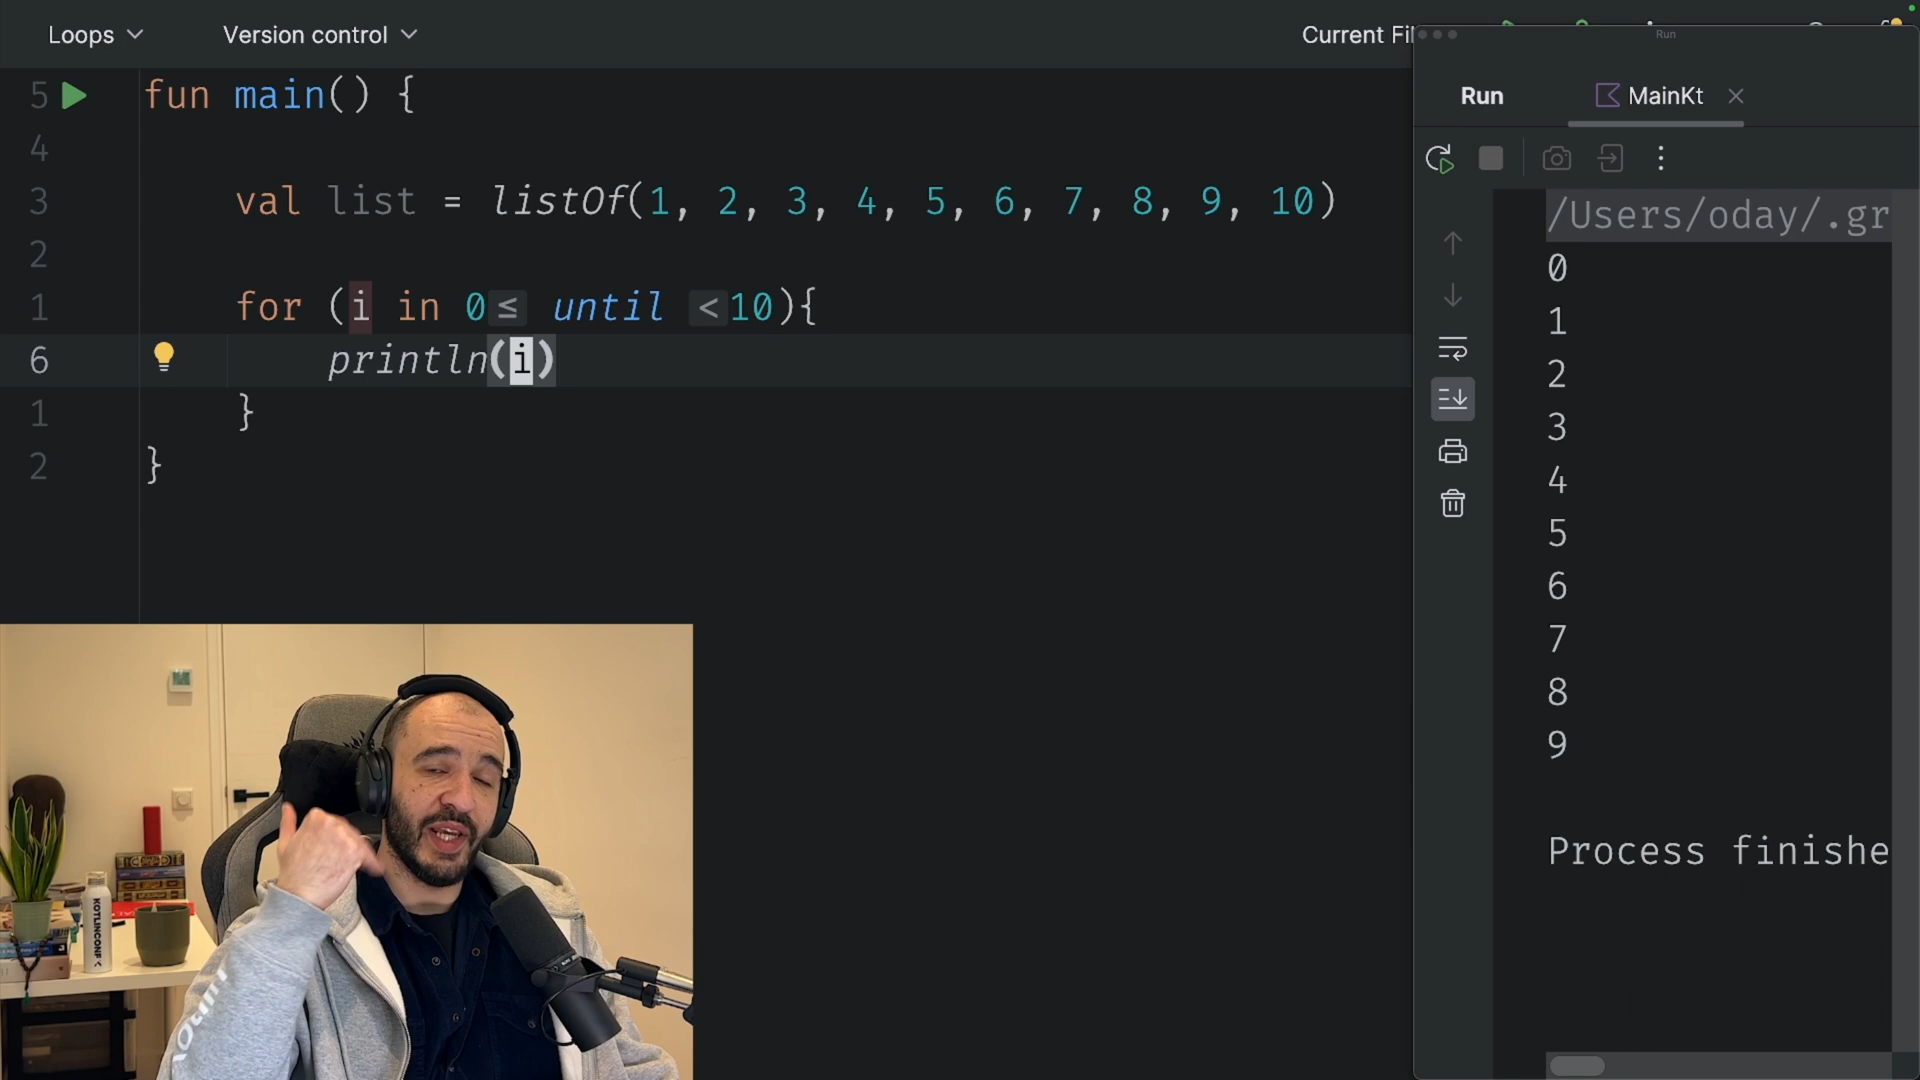 Loops
Version control
Current Fil
Run
Run
MainKt
5 fun main() {
4
3 val list = listOf(1, 2, 3, 4, 5, 6, 7, 8, 9, 10)
2
1 for (i in 0≤ until <10){
6 println(i)
1 }
2 }
/Users/oday/.gr
0
1
2
3
4
5
6
7
8
9
Process finishe
KOTLINCONF